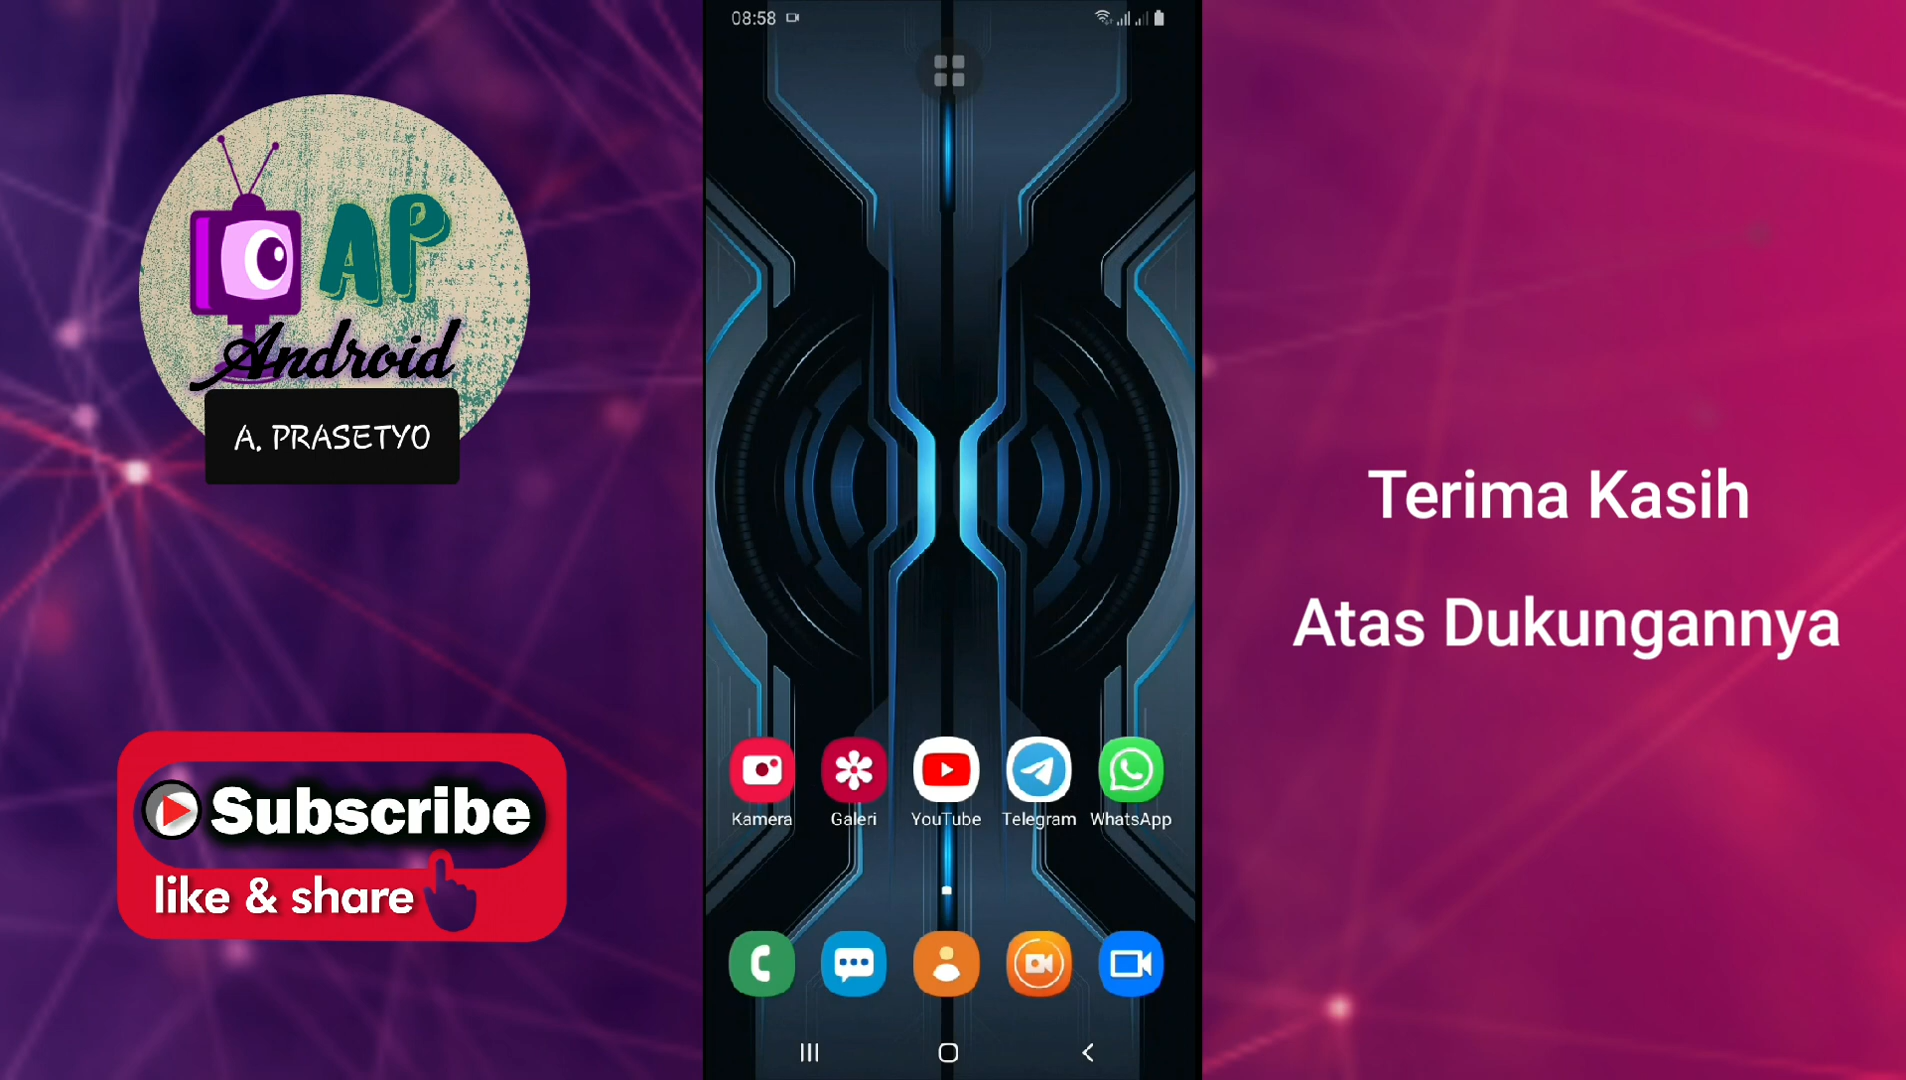 08:58
AP
Android
A. PRASETYO
Terima Kasih
Atas Dukungannya
Kamera Galeri YouTube Telegram WhatsApp
Subscribe
like & share